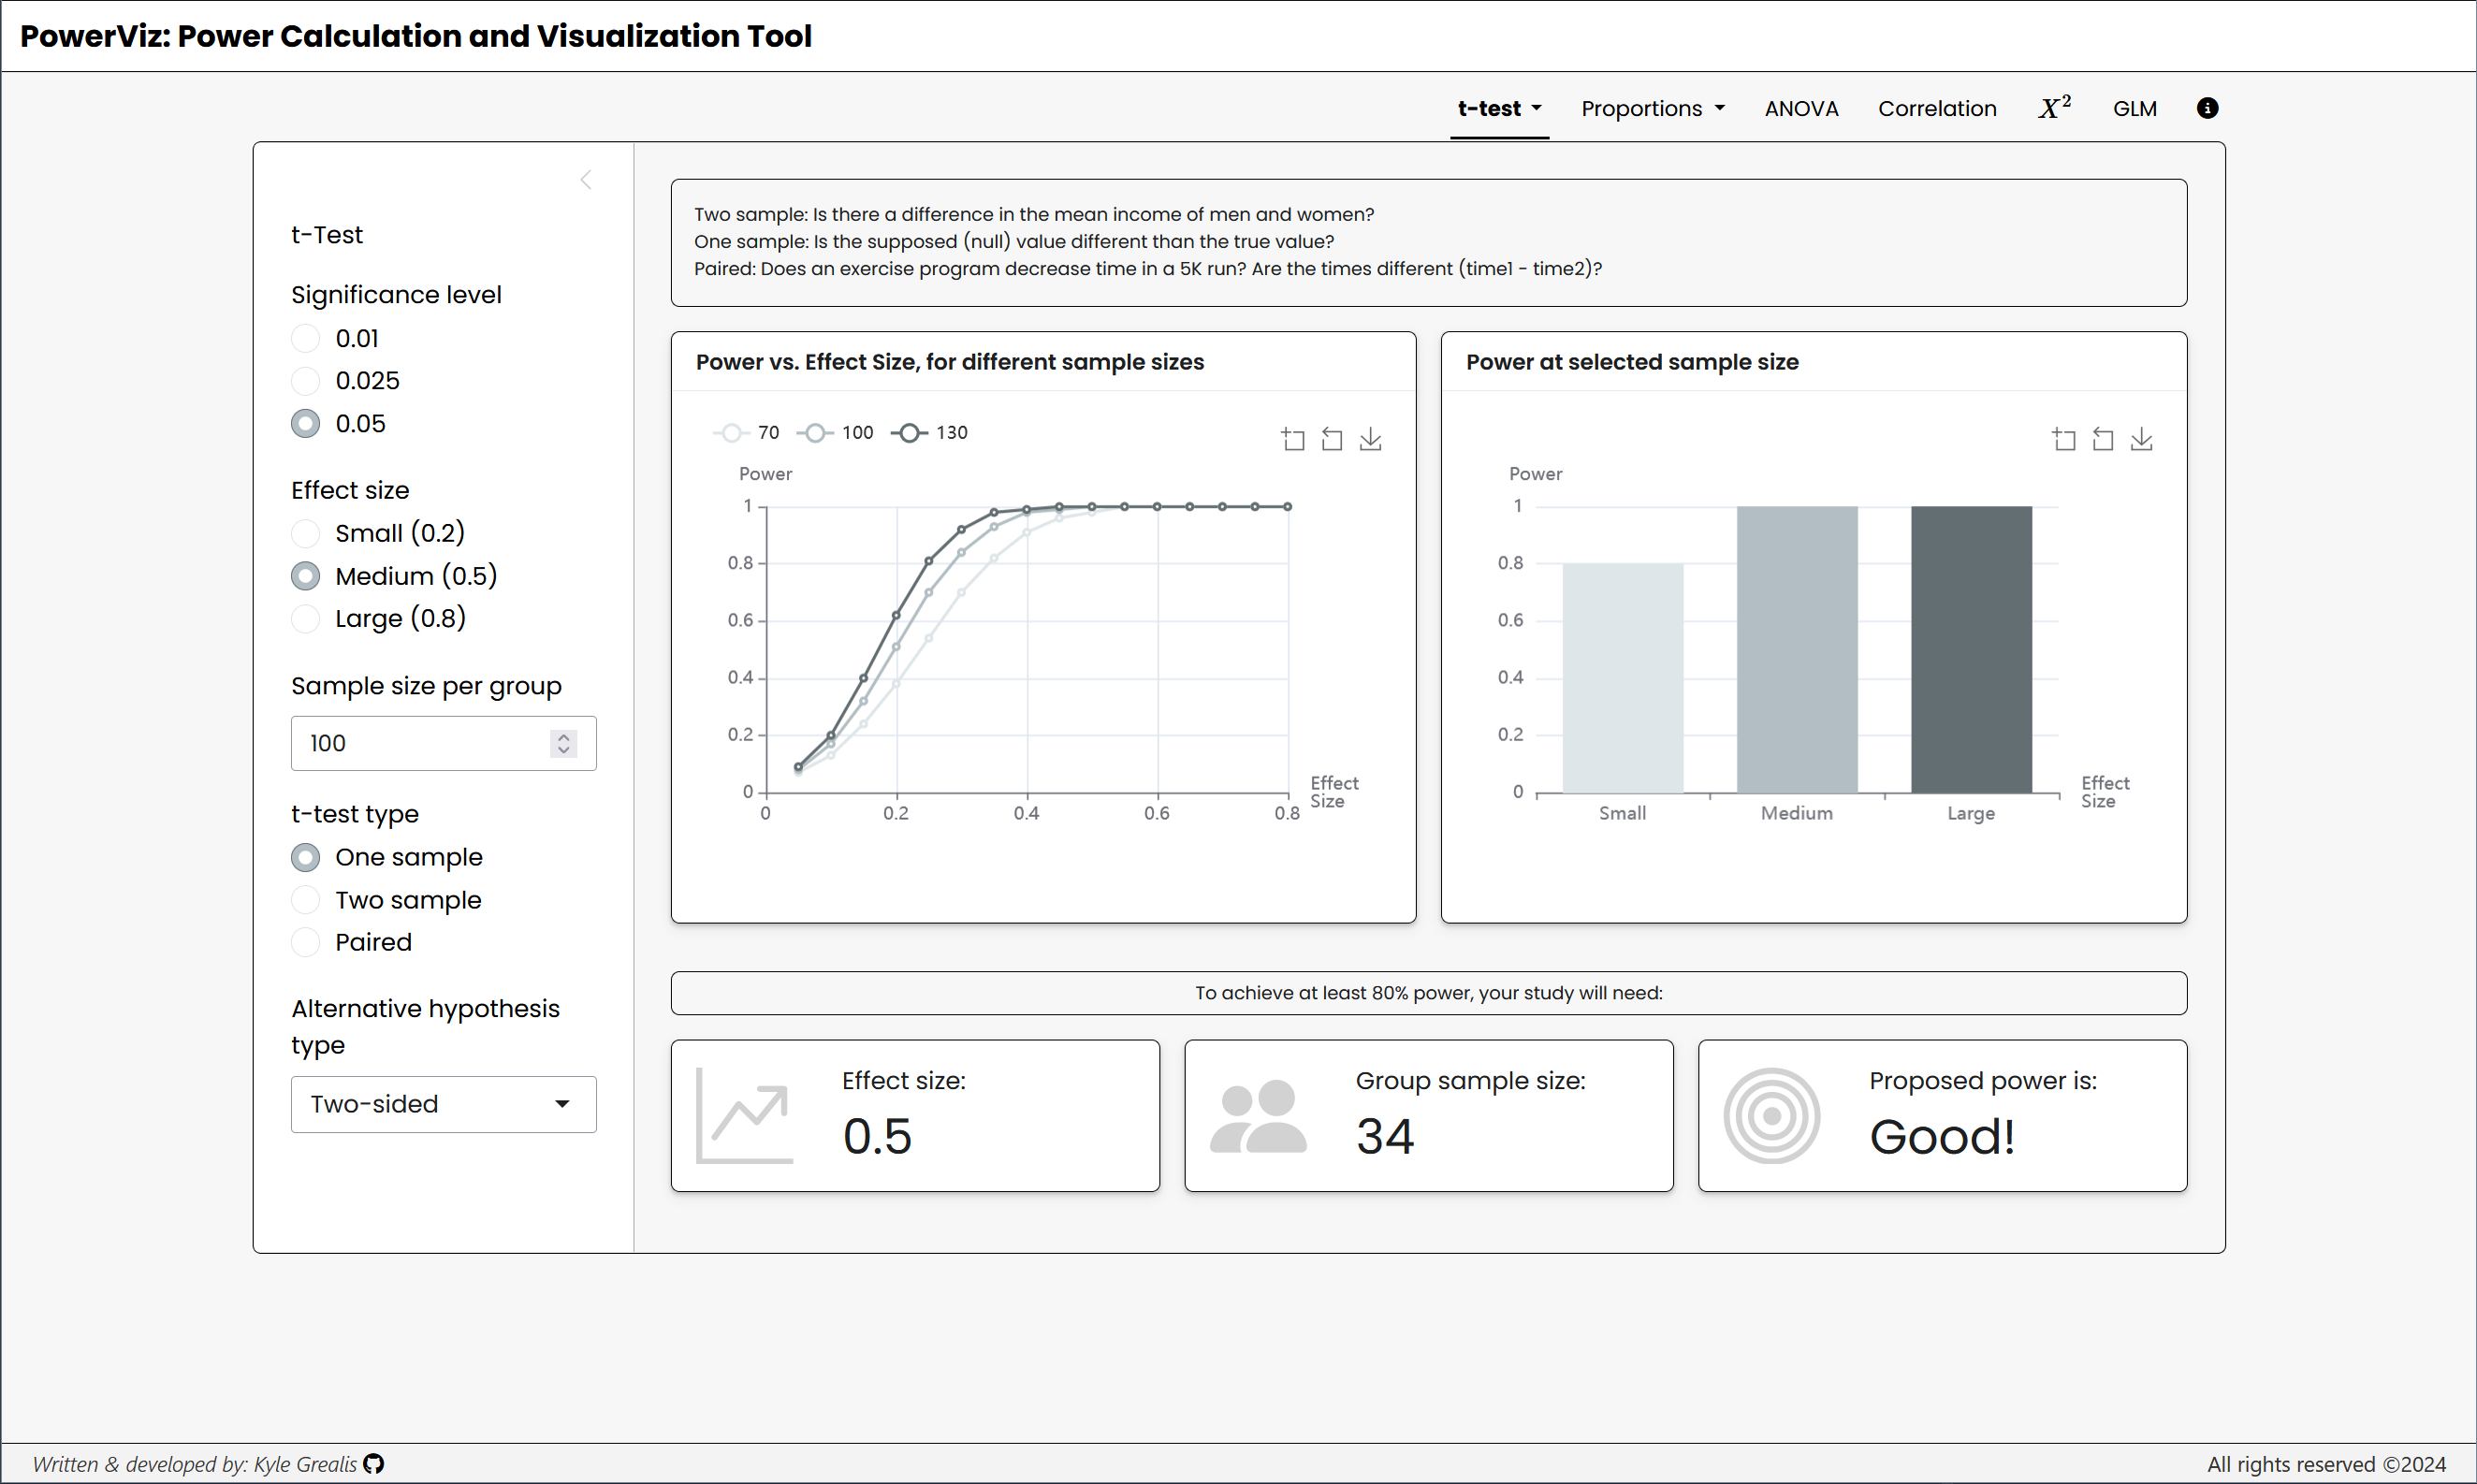 PowerViz: Power Calculation and Visualization Tool
t-test Proportions ANOVA Correlation X² GLM
t-Test
Significance level
0.01
0.025
0.05
Effect size
Small (0.2)
Medium (0.5)
Large (0.8)
Sample size per group
100
t-test type
One sample
Two sample
Paired
Alternative hypothesis
type
Two-sided
Two sample: Is there a difference in the mean income of men and women?
One sample: Is the supposed (null) value different than the true value?
Paired: Does an exercise program decrease time in a 5K run? Are the times different (time1 - time2)?
Power vs. Effect Size, for different sample sizes
70 100 130
Power
1
0.8
0.6
0.4
0.2
0
0 0.2 0.4 0.6 0.8
Effect
Size
Power at selected sample size
Power
1
0.8
0.6
0.4
0.2
0
Small Medium Large
Effect
Size
To achieve at least 80% power, your study will need:
Effect size:
0.5
Group sample size:
34
Proposed power is:
Good!
Written & developed by: Kyle Grealis
All rights reserved ©2024